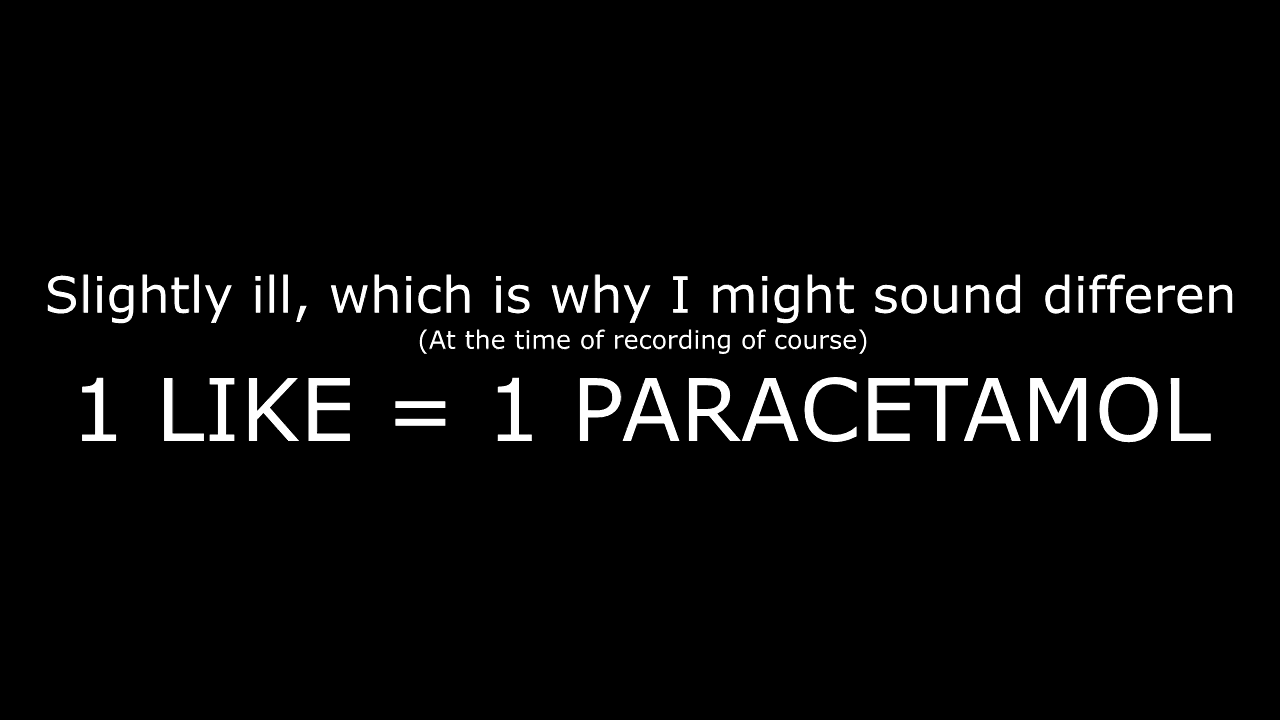 Slightly ill, which is why I might sound differen
(At the time of recording of course)
1 LIKE = 1 PARACETAMOL